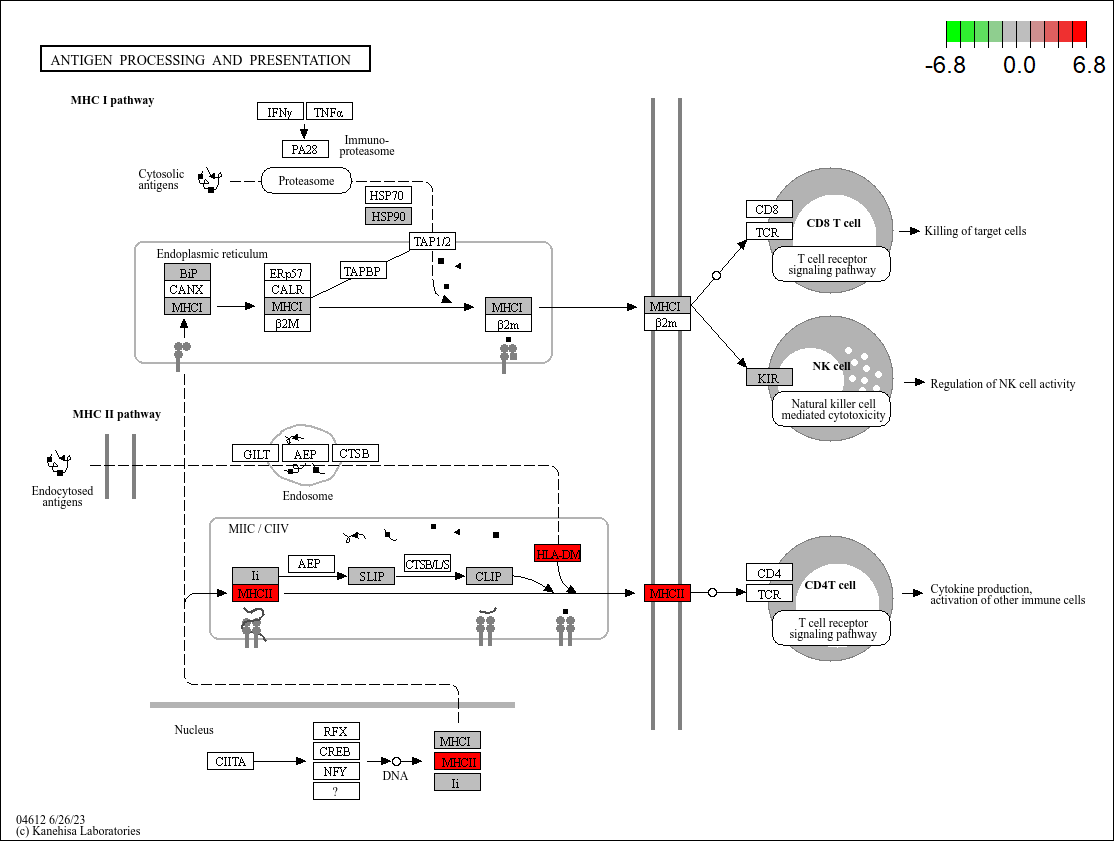 -6.8 0.0 6.8
ANTIGEN PROCESSING AND PRESENTATION
MHC I pathway
IFNγ TNFα
PA28
Immuno-
proteasome
Cytosolic
antigens
Proteasome
HSP70
HSP90
TAP1/2
Endoplasmic reticulum
BiP
CANX
MHCI
ERp57
CALR
MHCI
β2M
TAPBP
MHCI
β2m
MHCI
β2m
CD8
TCR
CD8 T cell
T cell receptor
signaling pathway
Killing of target cells
KIR
NK cell
Natural killer cell
mediated cytotoxicity
Regulation of NK cell activity
MHC II pathway
Endocytosed
antigens
GILT AEP CTSB
Endosome
MIIC / CIIV
Ii
MHCII
AEP
SLIP
CTSB/L/S
CLIP
HLA-DM
MHCII
CD4
TCR
CD4T cell
T cell receptor
signaling pathway
Cytokine production,
activation of other immune cells
Nucleus
CIITA
RFX
CREB
NFY
?
DNA
MHCI
MHCII
Ii
04612 6/26/23
(c) Kanehisa Laboratories